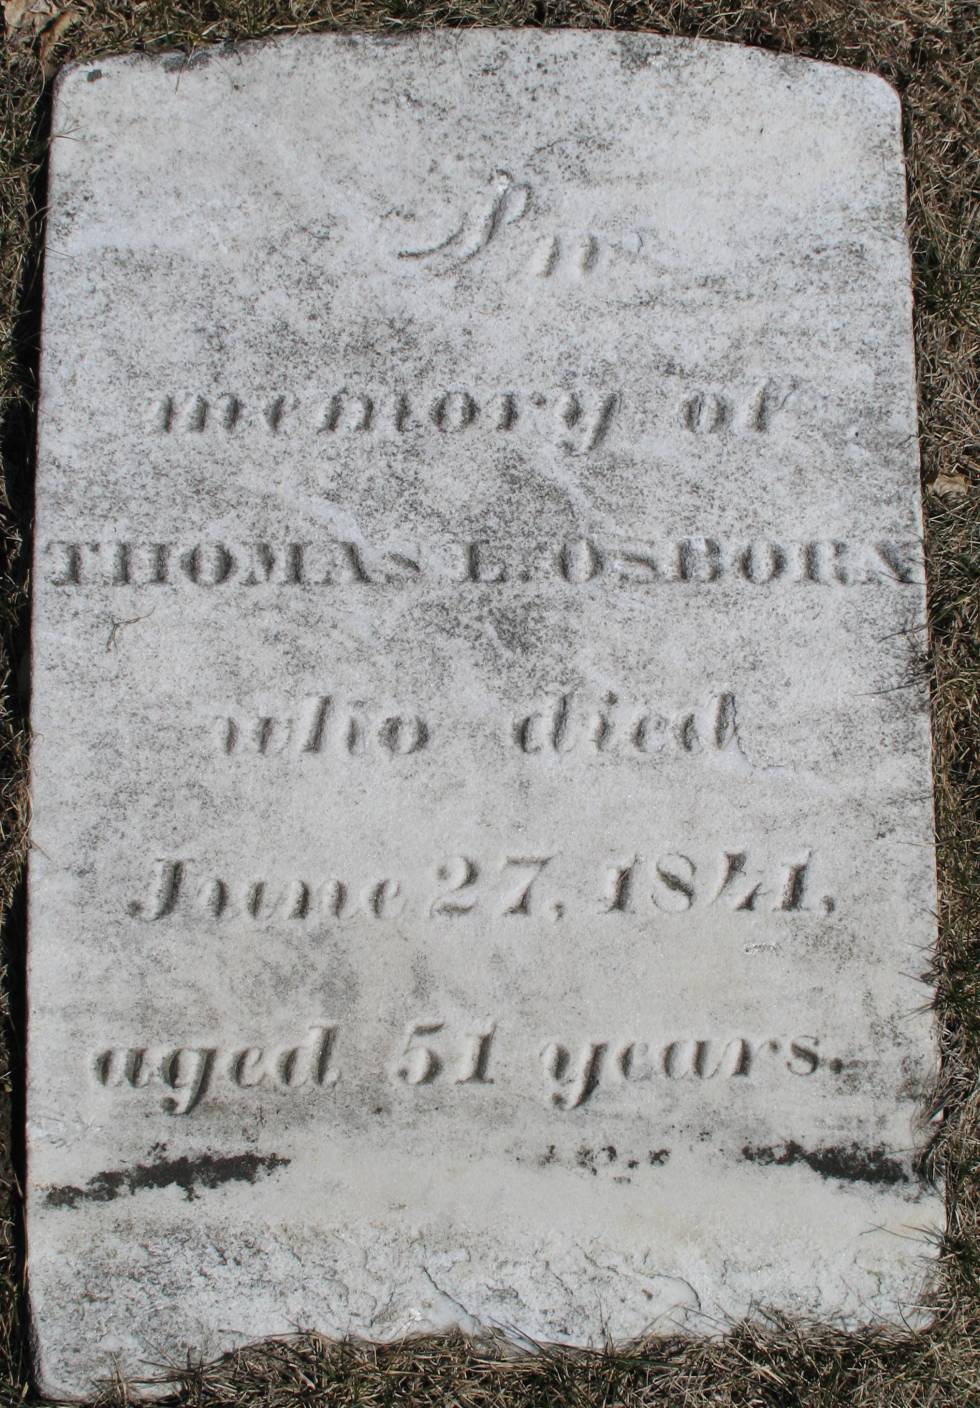 In
memory of
THOMAS L. OSBORN
who died
June 27, 1841,
aged 51 years.